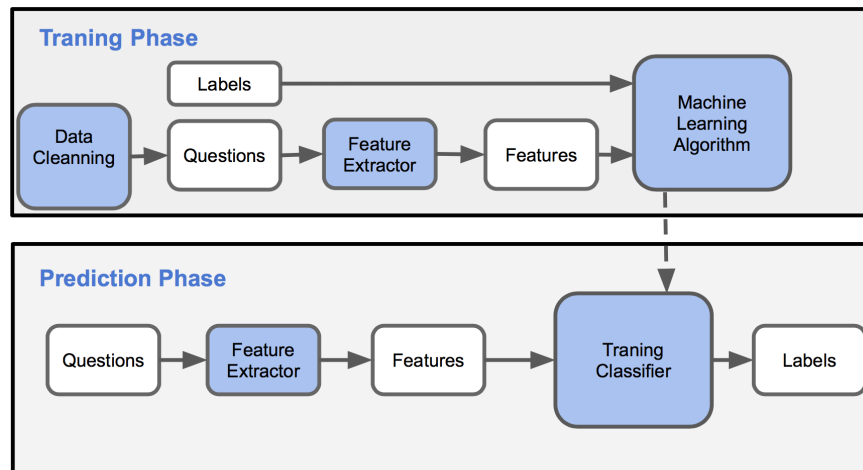 Traning Phase
Labels
Data
Cleanning
Questions
Feature
Extractor
Features
Machine
Learning
Algorithm
Prediction Phase
Questions
Feature
Extractor
Features
Traning
Classifier
Labels